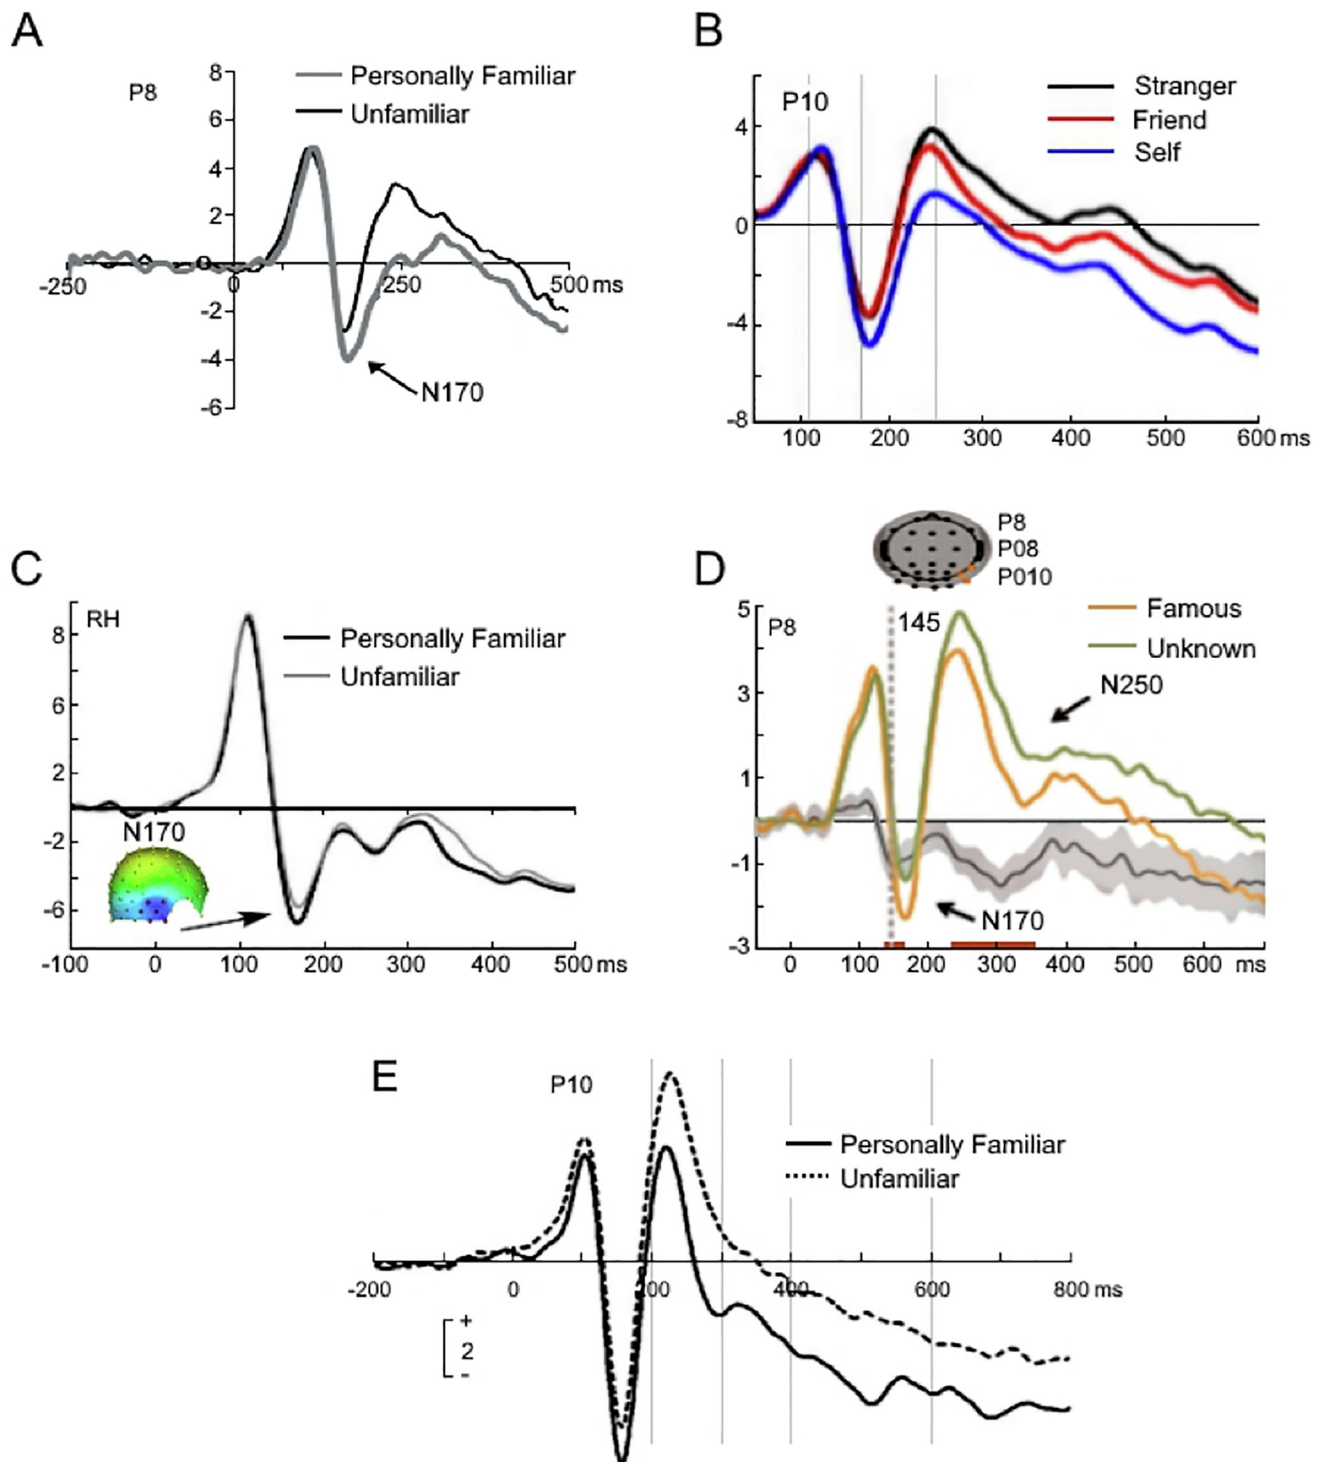 A
P8
Personally Familiar
Unfamiliar
8
6
4
2
0
-2
-4
-6
-250
0
250
500 ms
N170
B
P10
Stranger
Friend
Self
4
0
-4
-8
100
200
300
400
500
600 ms
C
RH
Personally Familiar
Unfamiliar
8
6
2
0
-2
-6
N170
-100
0
100
200
300
400
500 ms
D
P8
P08
P010
P8
145
Famous
Unknown
N250
N170
5
3
1
-1
-3
0
100
200
300
400
500
600
ms
E
P10
Personally Familiar
Unfamiliar
-200
0
200
400
600
800 ms
+
2
-